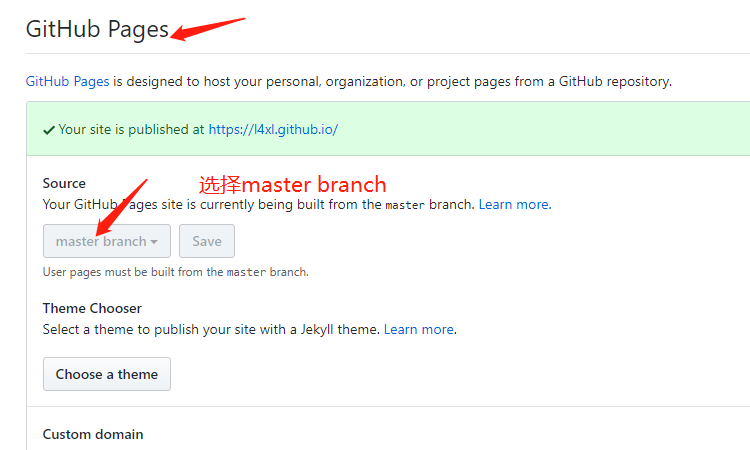 GitHub Pages
GitHub Pages is designed to host your personal, organization, or project pages from a GitHub repository.
Your site is published at https://l4xl.github.io/
Source
选择master branch
Your GitHub Pages site is currently being built from the master branch. Learn more.
master branch
Save
User pages must be built from the master branch.
Theme Chooser
Select a theme to publish your site with a Jekyll theme. Learn more.
Choose a theme
Custom domain